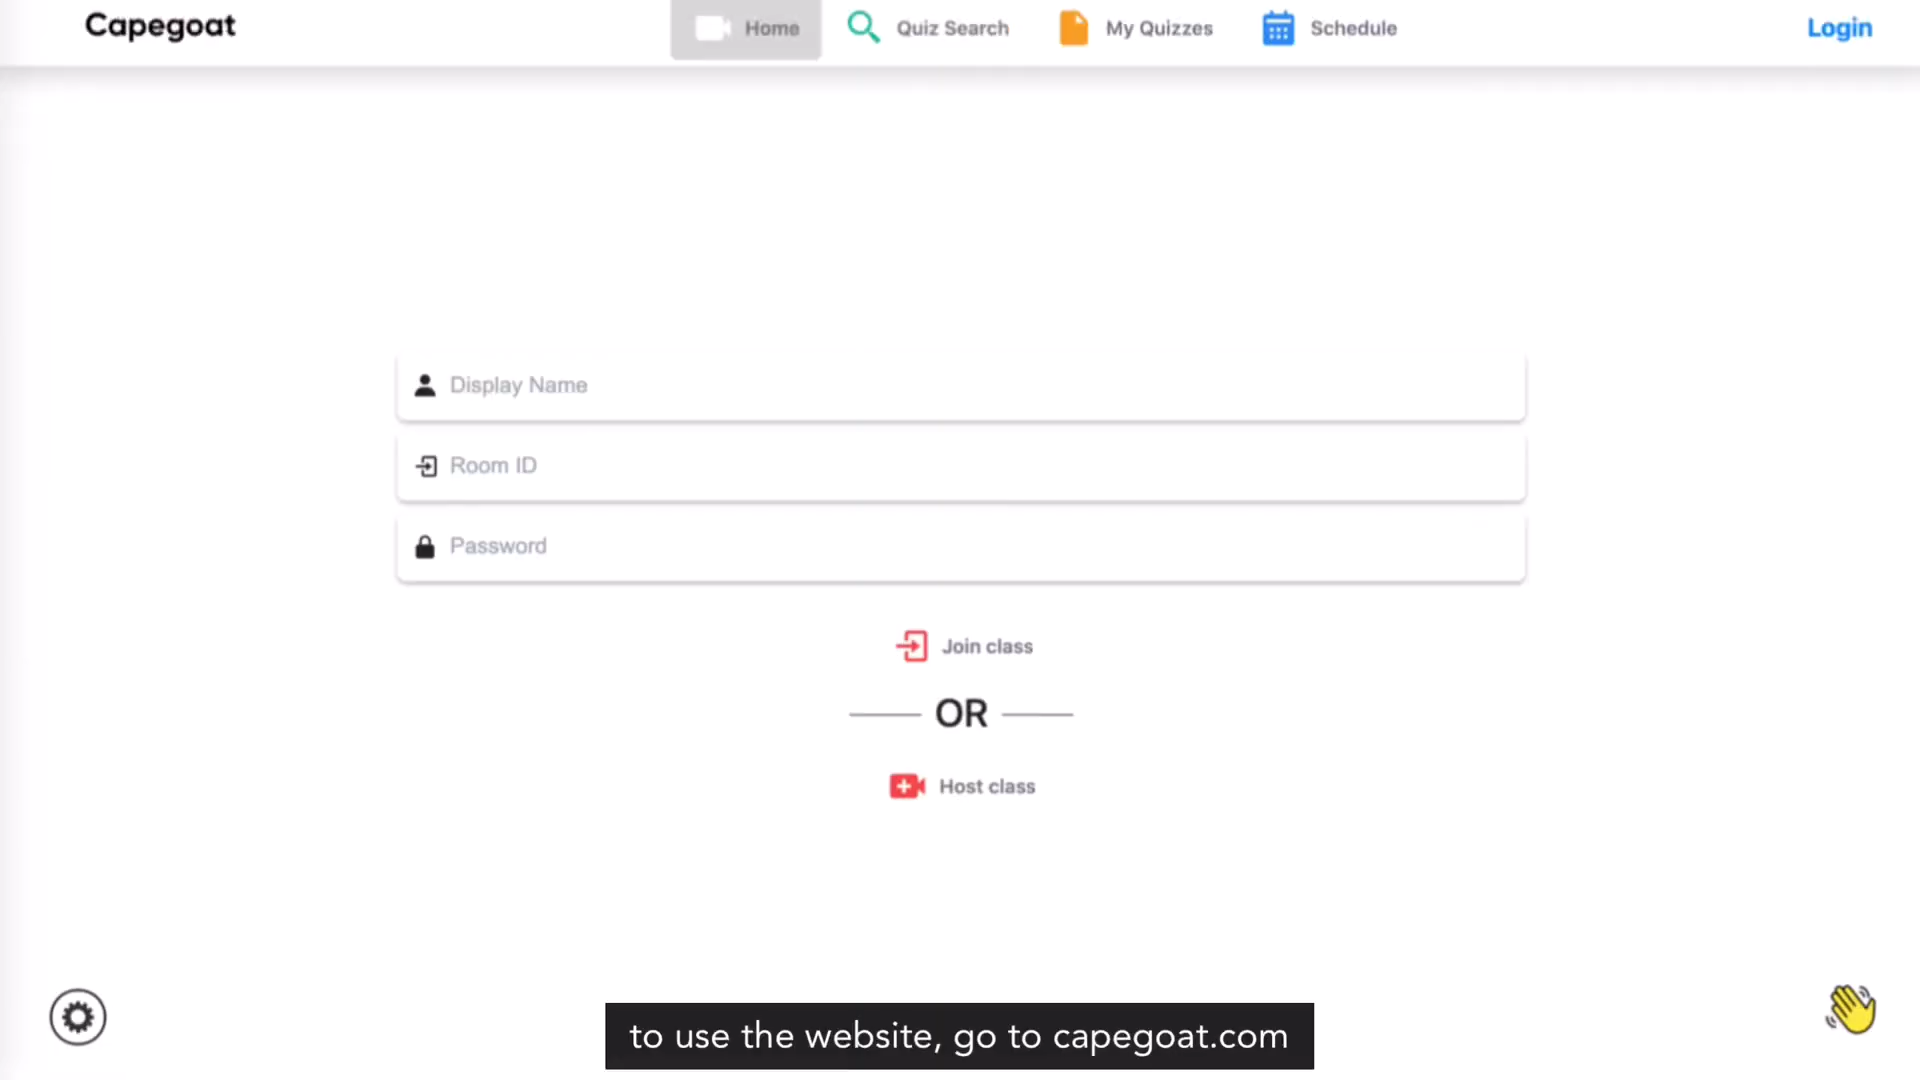 Capegoat
Home
Quiz Search
My Quizzes
Schedule
Login
Display Name
Room ID
Password
Join class
OR
Host class
to use the website, go to capegoat.com